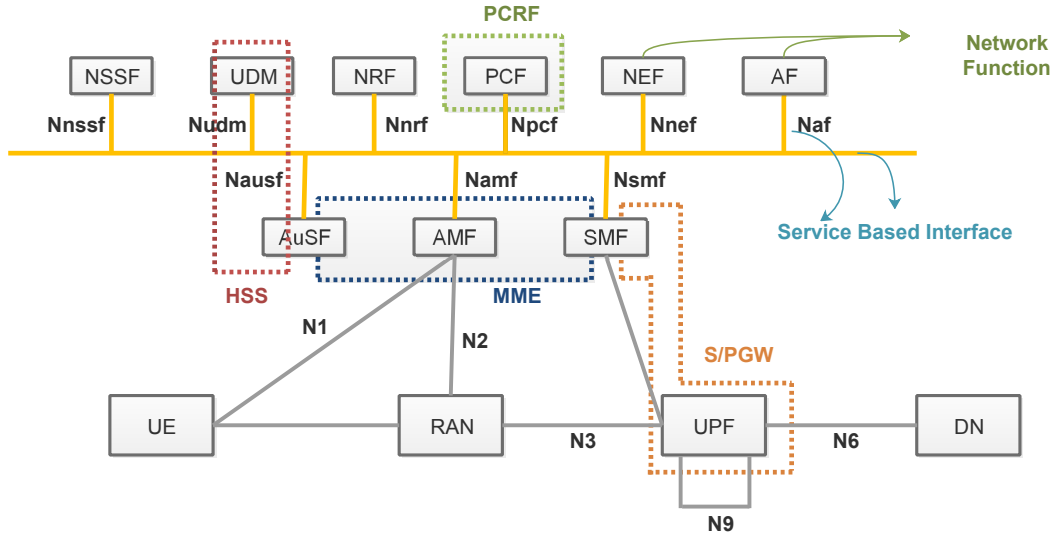 PCRF
Network
Function
NSSF
UDM
NRF
PCF
NEF
AF
Nnssf
Nudm
Nnrf
Npcf
Nnef
Naf
Nausf
Namf
Nsmf
AuSF
AMF
SMF
Service Based Interface
HSS
MME
N1
N2
S/PGW
UE
RAN
N3
UPF
N6
DN
N9